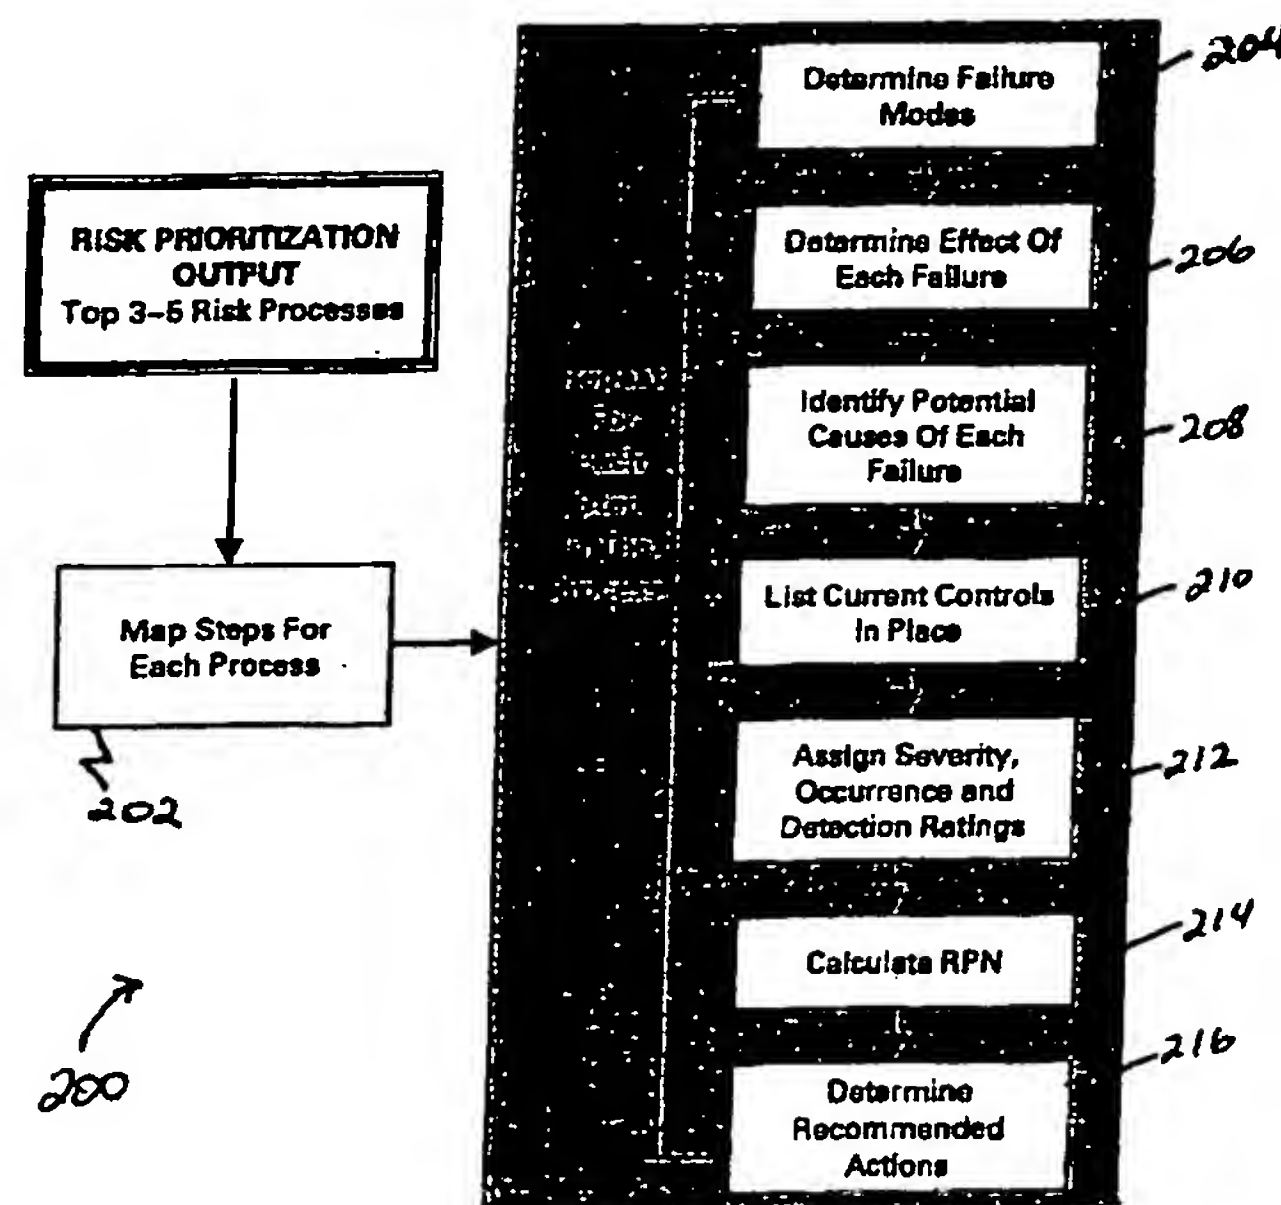 RISK PRIORITIZATION
OUTPUT
Top 3–5 Risk Processes
Map Steps For
Each Process
202
200
Determine Failure
Modes
204
Determine Effect Of
Each Failure
206
Identify Potential
Causes Of Each
Failure
208
List Current Controls
In Place
210
Assign Severity,
Occurrence and
Detection Ratings
212
Calculate RPN
214
Determine
Recommended
Actions
216